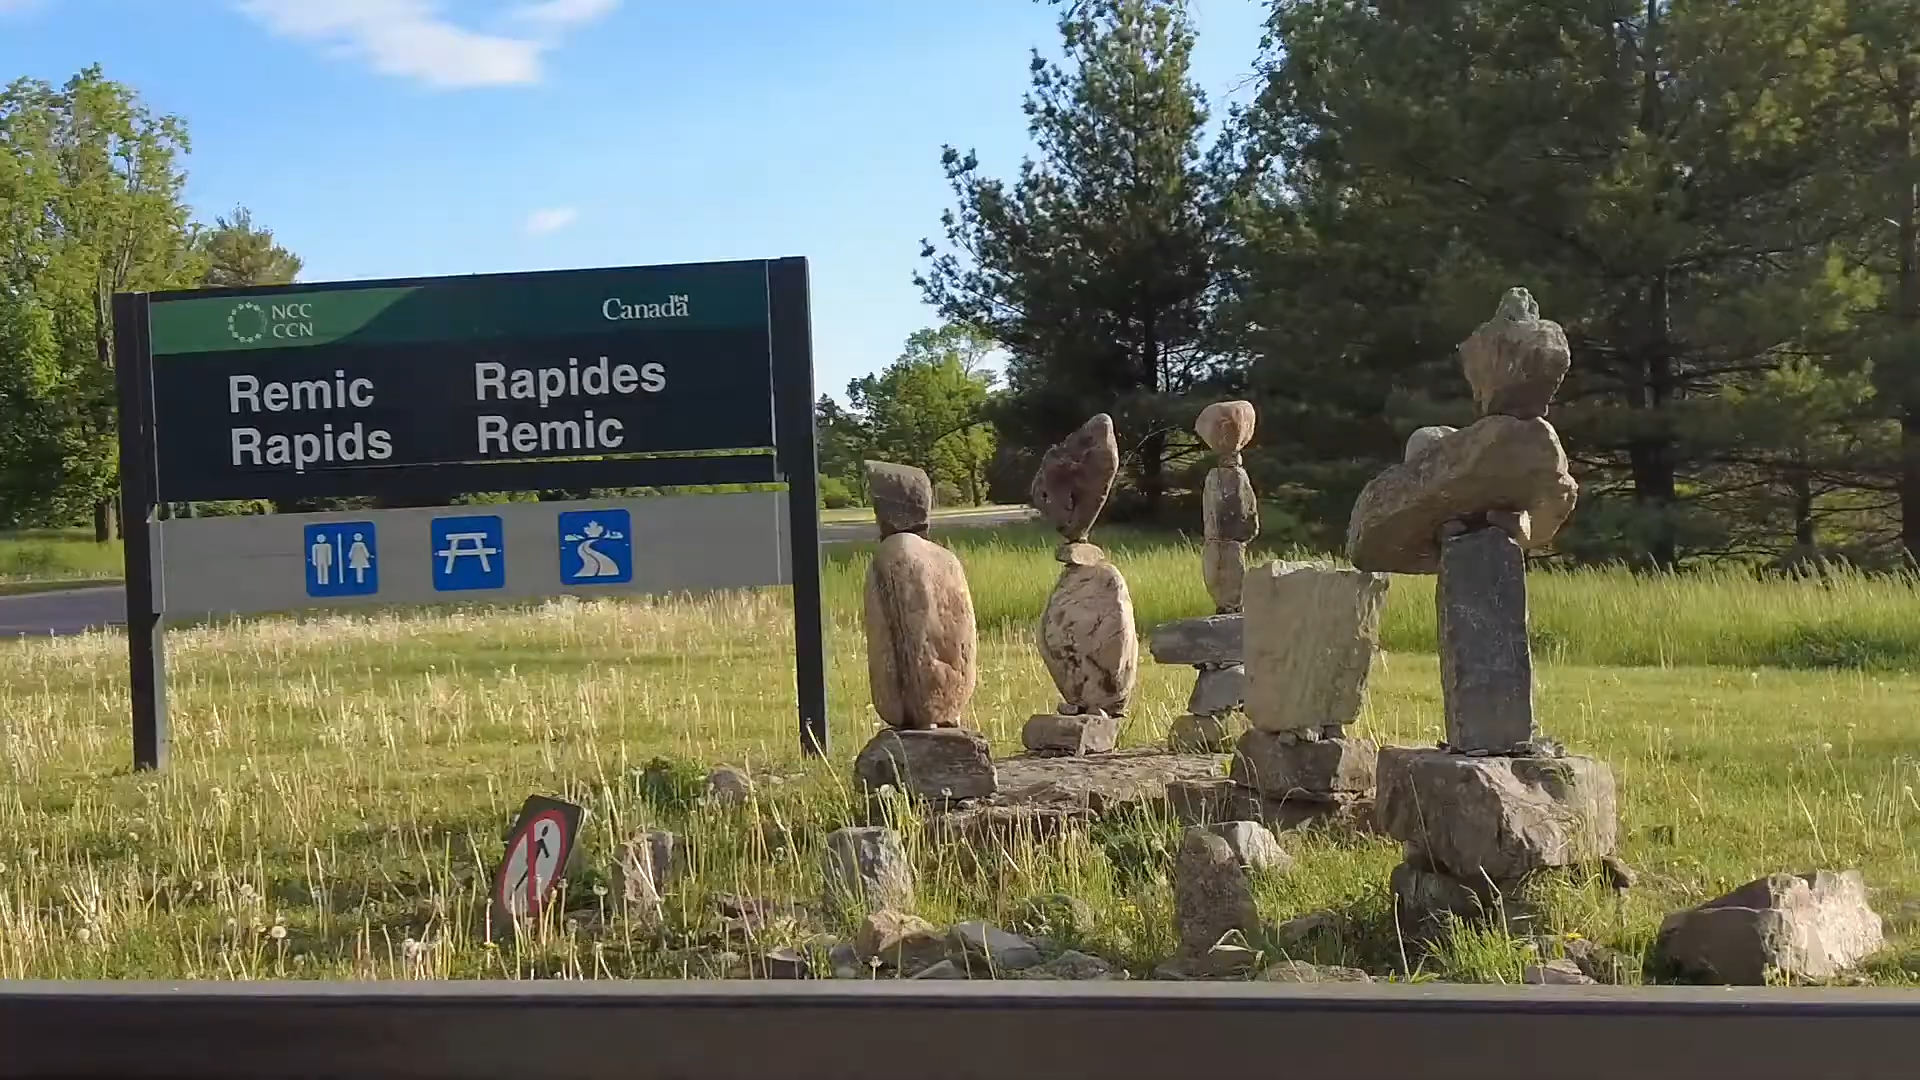 NCC
CCN
Canada
Remic
Rapids
Rapides
Remic